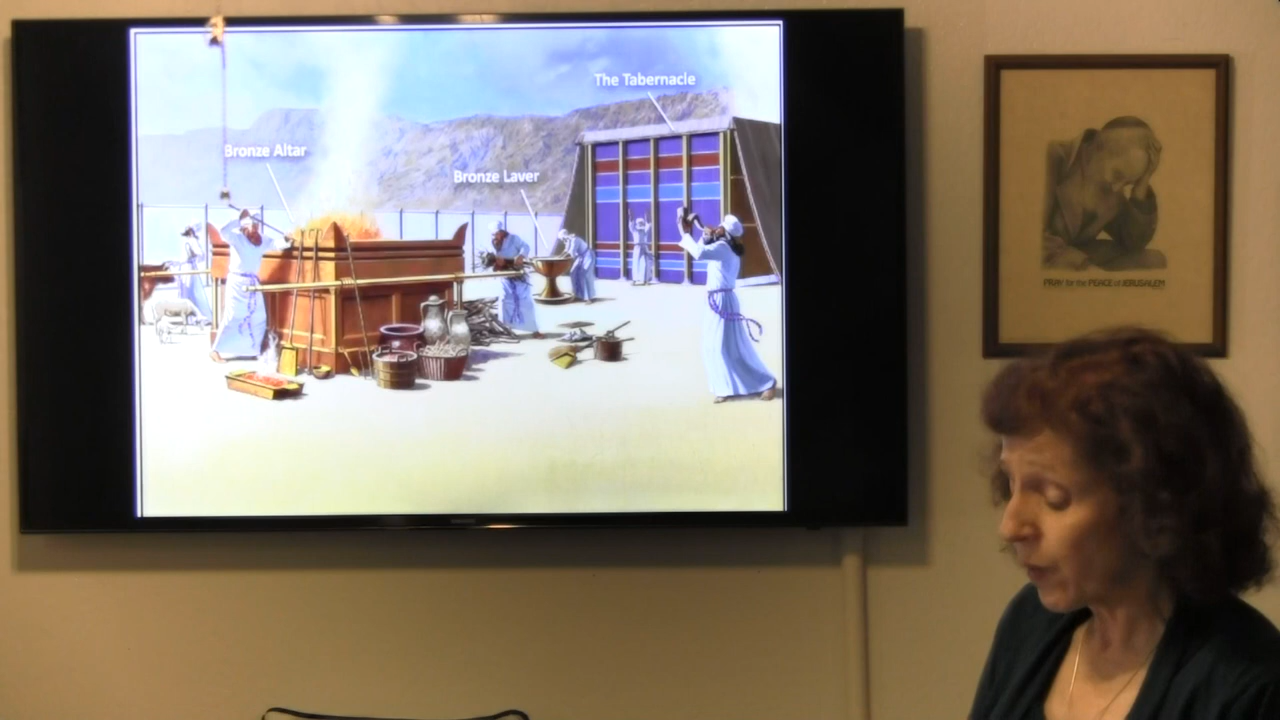 The Tabernacle
Bronze Altar
Bronze Laver
PRAY for the PEACE of JERUSALEM